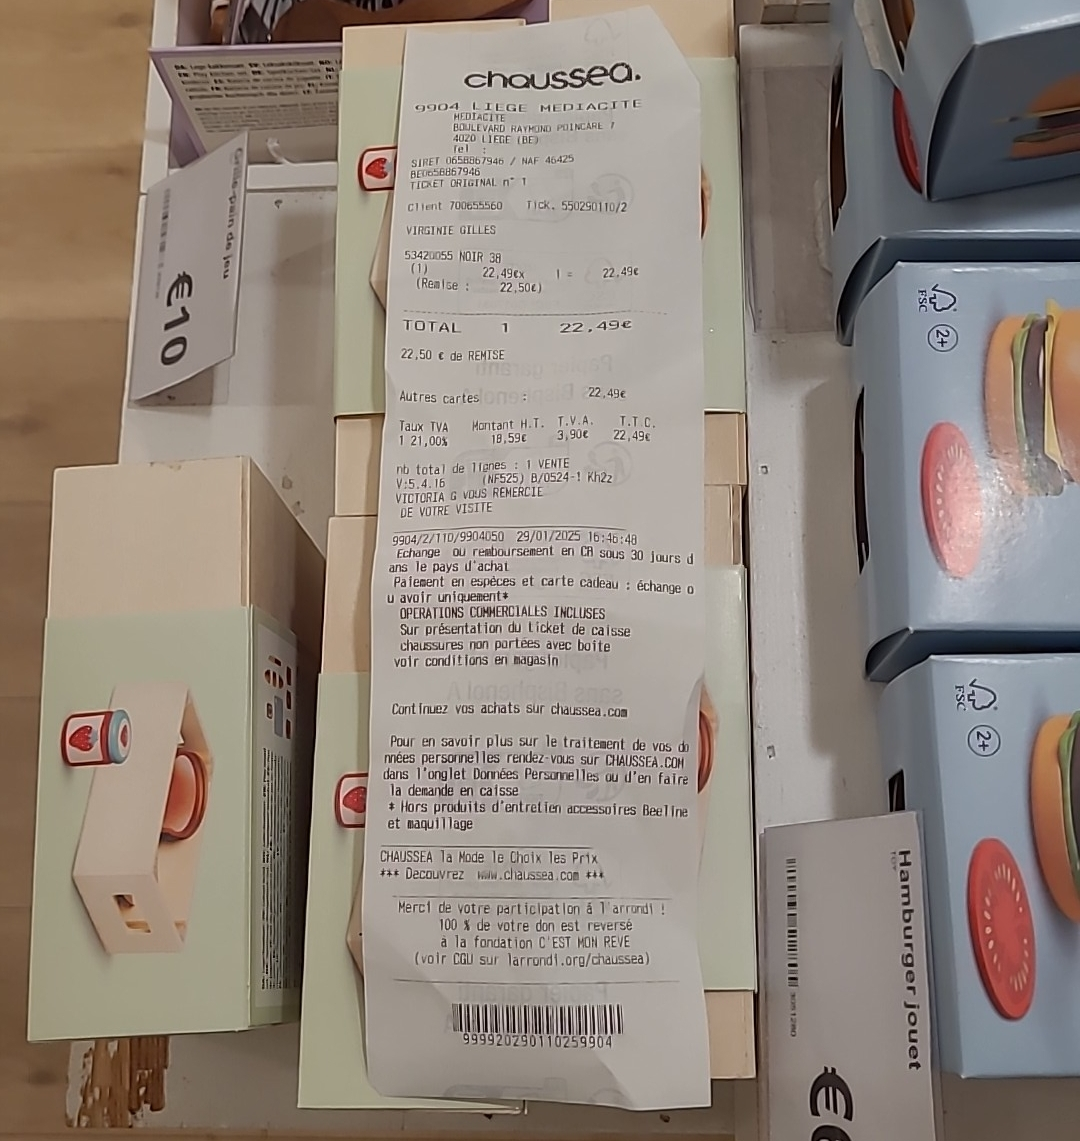 chaussea.
9904 LIEGE MEDIACITE
MEDIACITE
BOULEVARD RAYMOND POINCARE 7
4020 LIEGE (BE)
Tel :
SIRET 0658867946 / NAF 46425
BE0658867946
TICKET ORIGINAL n° 1
Client 700655560 Tick. 550290110/2
VIRGINIE GILLES
53420055 NOIR 38
(1) 22,49€x 1 = 22,49€
(Remise : 22,50€)
TOTAL 1 22,49€
22,50 € de REMISE
Autres cartes : 22,49€
Taux TVA Montant H.T. T.V.A. T.T.C.
1 21,00% 18,59€ 3,90€ 22,49€
nb total de lignes : 1 VENTE
V:5.4.16 (NF525) B/0524-1 Kh2z
VICTORIA G VOUS REMERCIE
DE VOTRE VISITE
9904/2/110/9904050 29/01/2025 16:46:48
Echange ou remboursement en CB sous 30 jours d
ans le pays d'achat
Paiement en espèces et carte cadeau : échange o
u avoir uniquement*
OPERATIONS COMMERCIALES INCLUSES
Sur présentation du ticket de caisse
chaussures non portées avec boite
voir conditions en magasin
Continuez vos achats sur chaussea.com
Pour en savoir plus sur le traitement de vos do
nnées personnelles rendez-vous sur CHAUSSEA.COM
dans l'onglet Données Personnelles ou d'en faire
la demande en caisse
* Hors produits d'entretien accessoires Beeline
et maquillage
CHAUSSEA la Mode le Choix les Prix
*** Decouvrez www.chaussea.com ***
Merci de votre participation à l'arrondi !
100 % de votre don est reversé
à la fondation C'EST MON REVE
(voir CGU sur larrondi.org/chaussea)
999920290110259904
Grille-pain de jeu
€10
FSC
2+
FSC
2+
Hamburger jouet
TOY
3051280